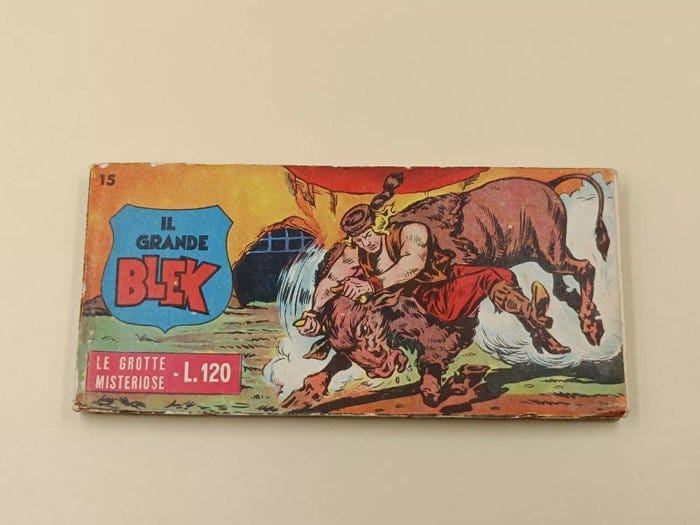 15
IL
GRANDE
BLEK
LE GROTTE
MISTERIOSE - L. 120